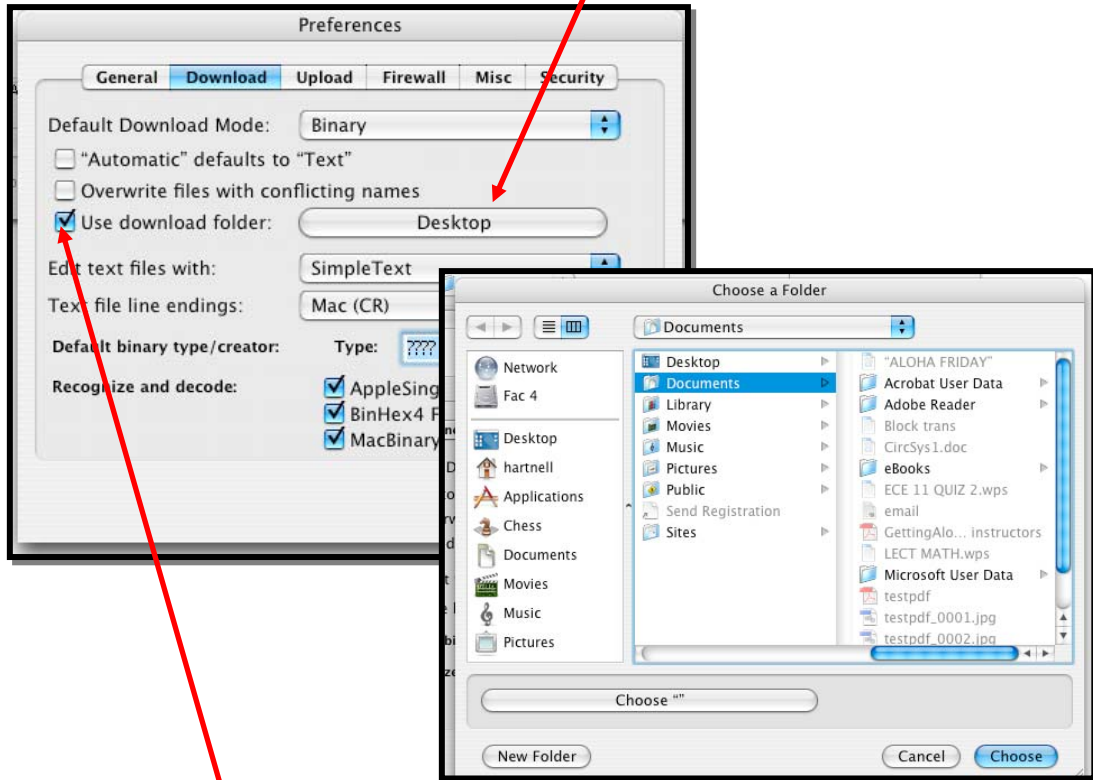 Preferences
General Download Upload Firewall Misc Security
Default Download Mode: Binary
"Automatic" defaults to "Text"
Overwrite files with conflicting names
Use download folder: Desktop
Edit text files with: SimpleText
Text file line endings: Mac (CR)
Default binary type/creator: Type: ????
Recognize and decode:
BinHex4
MacBinary
Choose a Folder
Documents
Network
Fac 4
Desktop
hartnell
Applications
Chess
Documents
Movies
Music
Pictures
Desktop
Documents
Library
Movies
Music
Pictures
Public
Send Registration
Sites
"ALOHA FRIDAY"
Acrobat User Data
Adobe Reader
Block trans
CircSys1.doc
eBooks
ECE 11 QUIZ 2.wps
email
GettingAlo... instructors
LECT MATH.wps
Microsoft User Data
testpdf
testpdf_0001.jpg
testpdf_0002.jpg
Choose ""
New Folder Cancel Choose